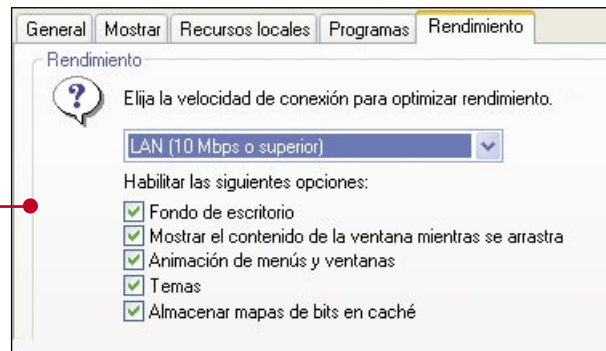 General Mostrar Recursos locales Programas Rendimiento
Rendimiento
Elija la velocidad de conexión para optimizar rendimiento.
LAN (10 Mbps o superior)
Habilitar las siguientes opciones:
Fondo de escritorio
Mostrar el contenido de la ventana mientras se arrastra
Animación de menús y ventanas
Temas
Almacenar mapas de bits en caché